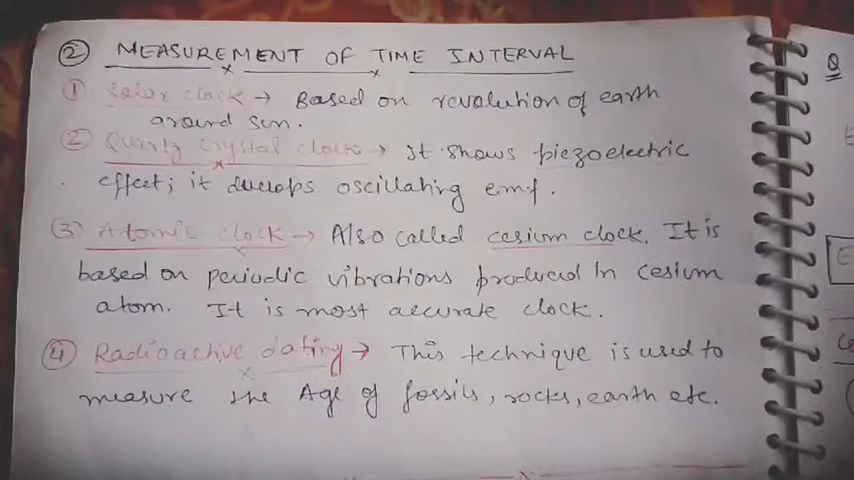 ② MEASUREMENT OF TIME INTERVAL
① Solar clock → Based on revolution of earth
around sun.
② Quartz crystal clock → it shows piezoelectric
effect; it develops oscillating emf.
③ Atomic clock → Also called cesium clock. It is
based on periodic vibrations produced in cesium
atom. It is most accurate clock.
④ Radioactive dating → This technique is used to
measure the Age of fossils, rocks, earth etc.
Q